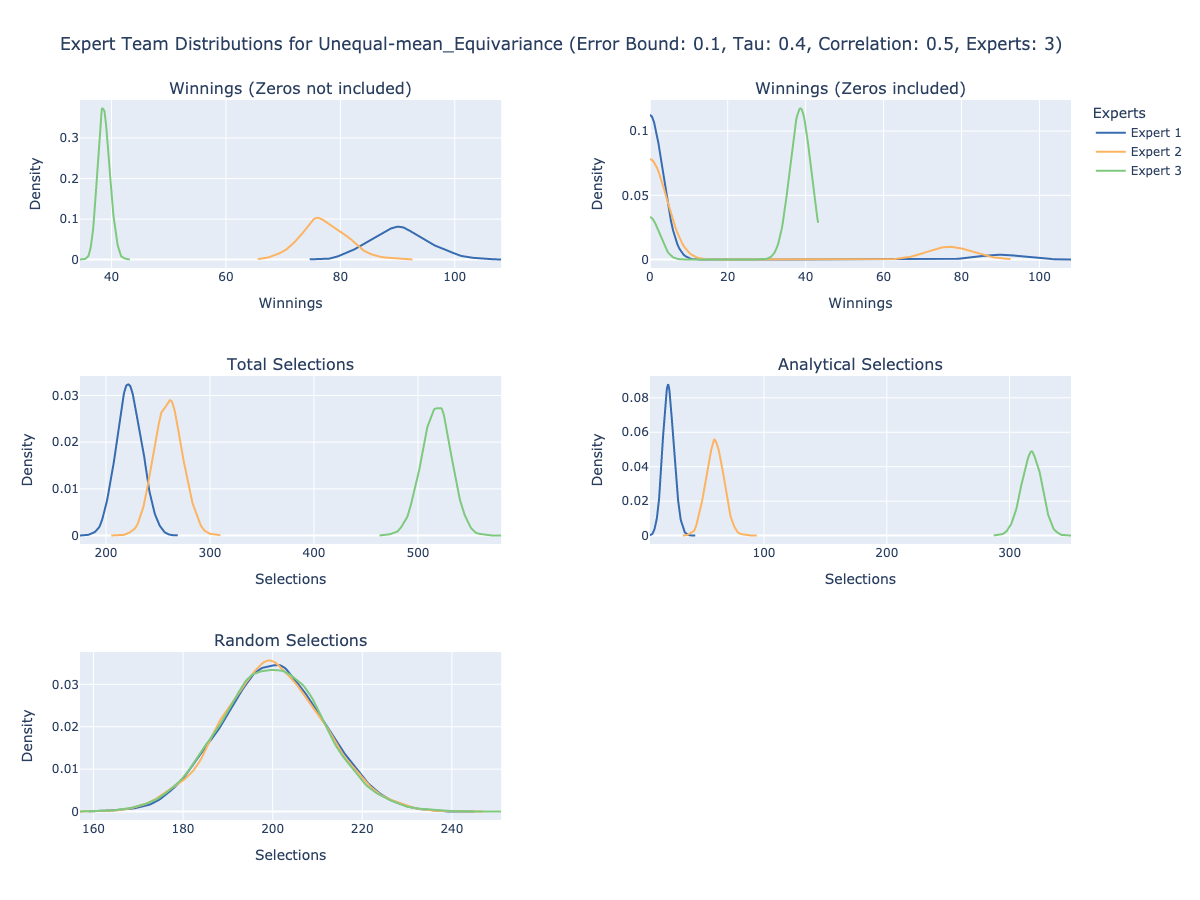 Expert Team Distributions for Unequal-mean_Equivariance (Error Bound: 0.1, Tau: 0.4, Correlation: 0.5, Experts: 3)
Winnings (Zeros not included)
0.3
0.2
0.1
0
Density
40 60 80 100
Winnings
Winnings (Zeros included)
0.1
0.05
0
Density
0 20 40 60 80 100
Winnings
Experts
Expert 1
Expert 2
Expert 3
Total Selections
0.03
0.02
0.01
0
Density
200 300 400 500
Selections
Analytical Selections
0.08
0.06
0.04
0.02
0
Density
100 200 300
Selections
Random Selections
0.03
0.02
0.01
0
Density
160 180 200 220 240
Selections